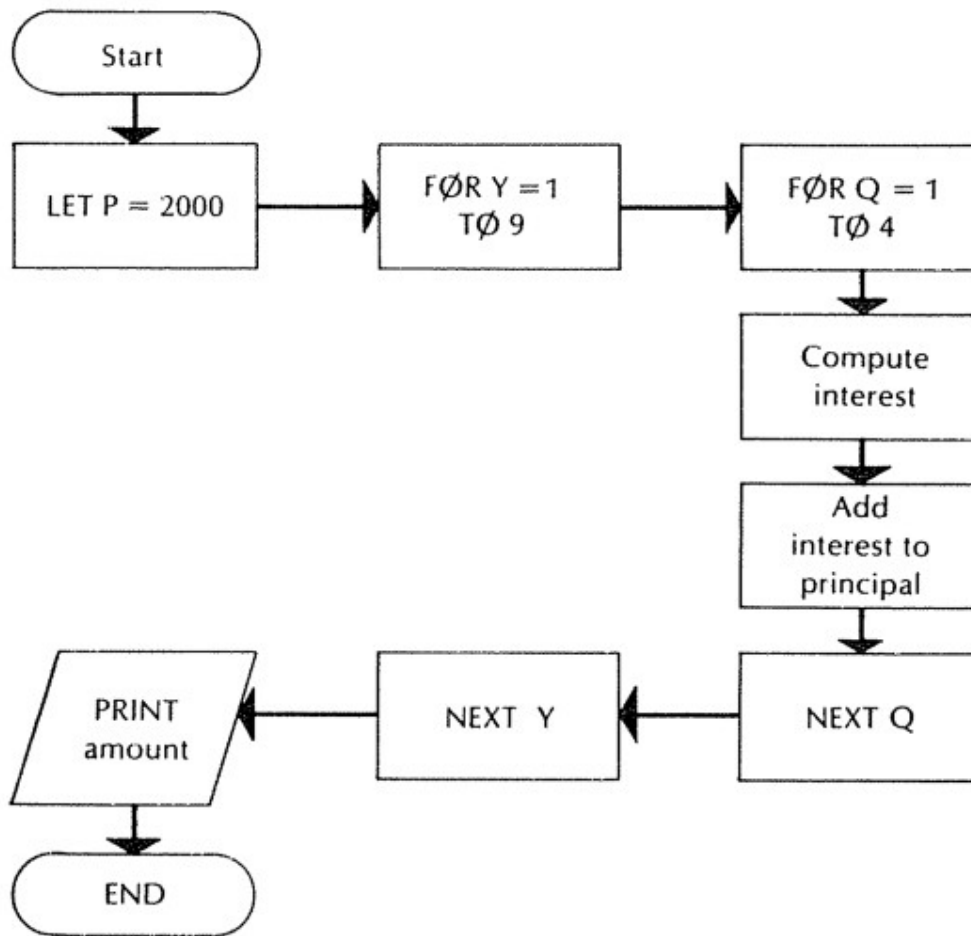 Start
LET P = 2000
FØR Y = 1
TØ 9
FØR Q = 1
TØ 4
Compute
interest
Add
interest to
principal
NEXT Q
NEXT Y
PRINT
amount
END